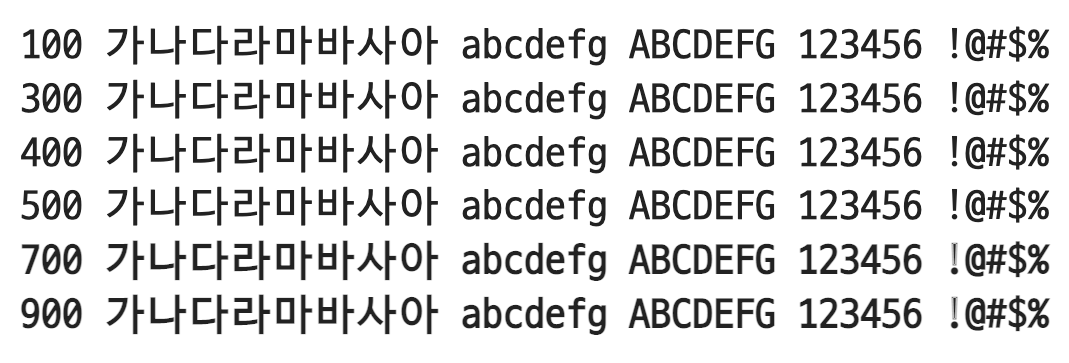 100 가나다라마바사아 abcdefg ABCDEFG 123456 !@#$%
300 가나다라마바사아 abcdefg ABCDEFG 123456 !@#$%
400 가나다라마바사아 abcdefg ABCDEFG 123456 !@#$%
500 가나다라마바사아 abcdefg ABCDEFG 123456 !@#$%
700 가나다라마바사아 abcdefg ABCDEFG 123456 !@#$%
900 가나다라마바사아 abcdefg ABCDEFG 123456 !@#$%